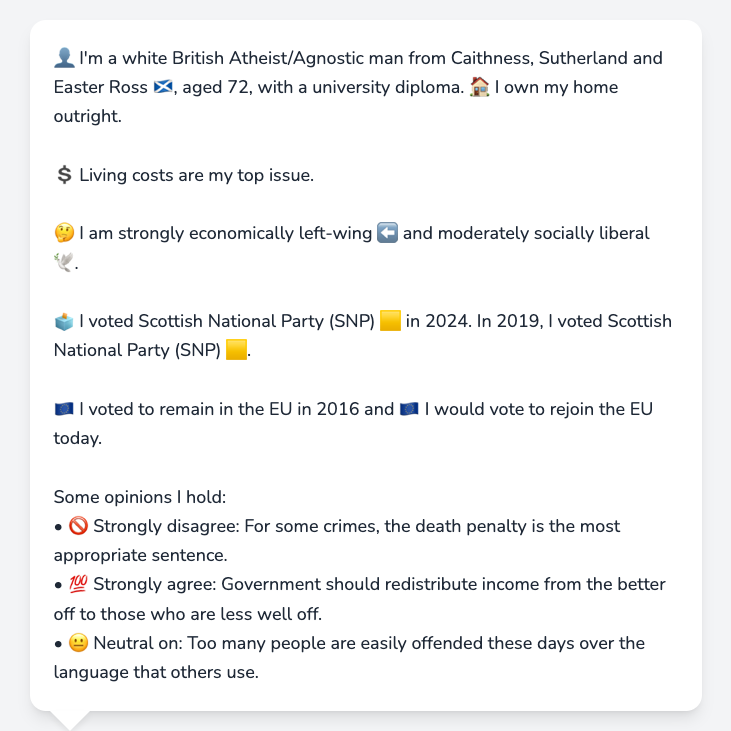 👤 I'm a white British Atheist/Agnostic man from Caithness, Sutherland and
Easter Ross 🏴󠁧󠁢󠁳󠁣󠁴󠁿, aged 72, with a university diploma. 🏠 I own my home
outright.
💲 Living costs are my top issue.
🤔 I am strongly economically left-wing ⬅️ and moderately socially liberal
🕊️.
🗳️ I voted Scottish National Party (SNP) 🟨 in 2024. In 2019, I voted Scottish
National Party (SNP) 🟨.
🇪🇺 I voted to remain in the EU in 2016 and 🇪🇺 I would vote to rejoin the EU
today.
Some opinions I hold:
• 🚫 Strongly disagree: For some crimes, the death penalty is the most
appropriate sentence.
• 💯 Strongly agree: Government should redistribute income from the better
off to those who are less well off.
• 😐 Neutral on: Too many people are easily offended these days over the
language that others use.